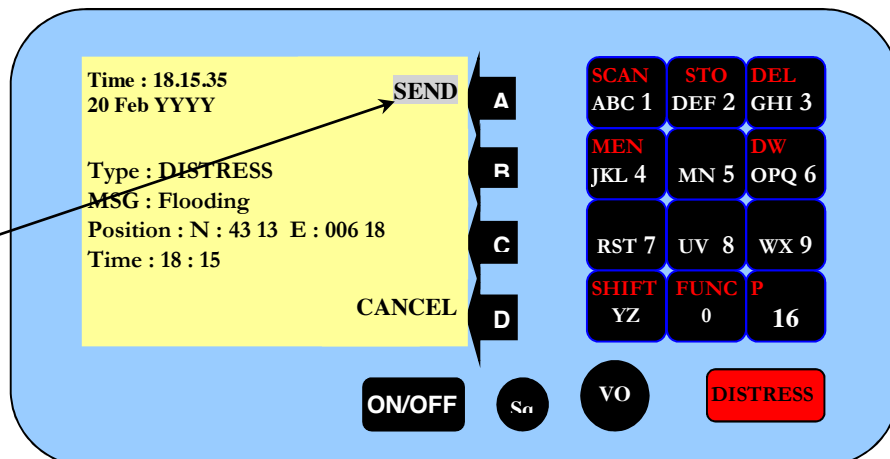 Time : 18.15.35
20 Feb YYYY
SEND
Type : DISTRESS
MSG : Flooding
Position : N : 43 13 E : 006 18
Time : 18 : 15
CANCEL
A
B
C
D
SCAN STO DEL
ABC 1 DEF 2 GHI 3
MEN DW
JKL 4 MN 5 OPQ 6
RST 7 UV 8 WX 9
SHIFT FUNC P
YZ 0 16
ON/OFF Sq VO DISTRESS